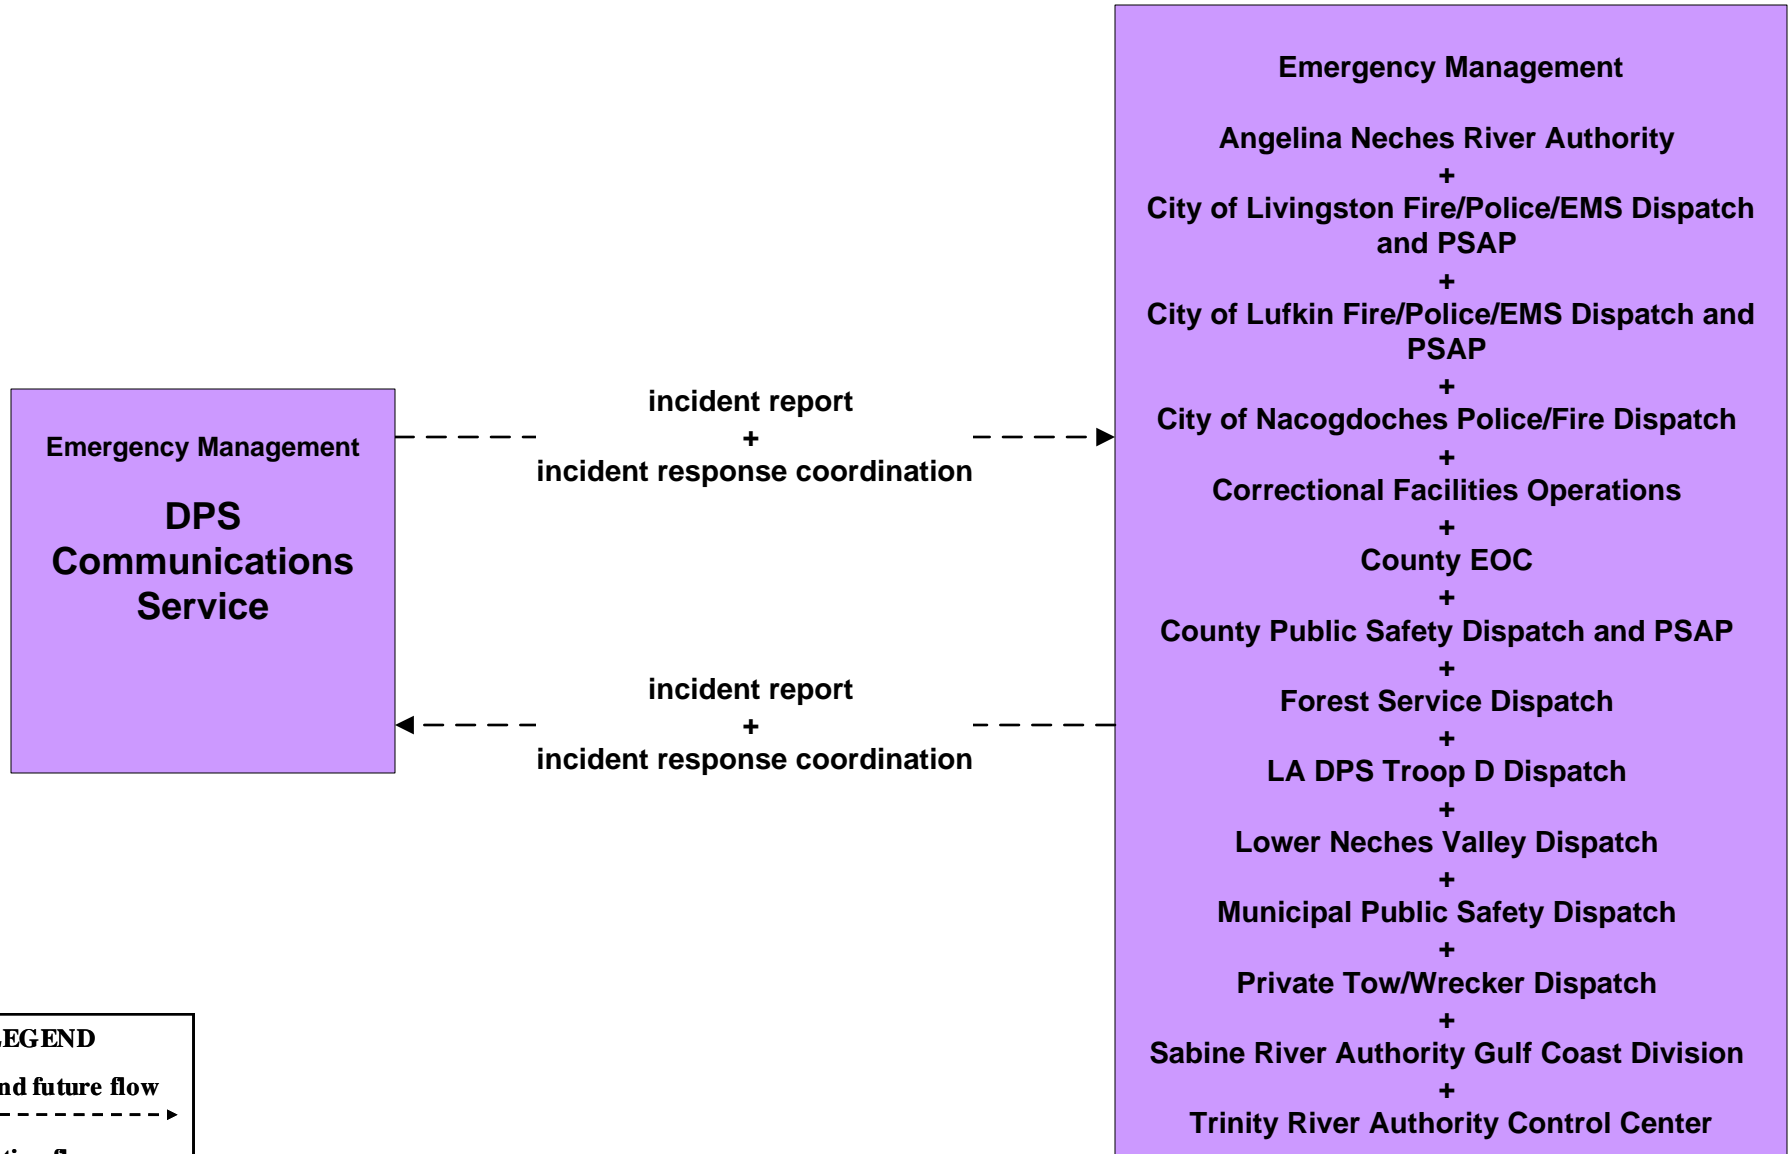 Emergency Management
Angelina Neches River Authority
+
City of Livingston Fire/Police/EMS Dispatch
and PSAP
+
City of Lufkin Fire/Police/EMS Dispatch and
PSAP
+
City of Nacogdoches Police/Fire Dispatch
+
Correctional Facilities Operations
+
County EOC
+
County Public Safety Dispatch and PSAP
+
Forest Service Dispatch
+
LA DPS Troop D Dispatch
+
Lower Neches Valley Dispatch
+
Municipal Public Safety Dispatch
+
Private Tow/Wrecker Dispatch
+
Sabine River Authority Gulf Coast Division
+
Trinity River Authority Control Center
incident report
+
incident response coordination
Emergency Management
DPS
Communications
Service
incident report
+
incident response coordination
LEGEND
future flow